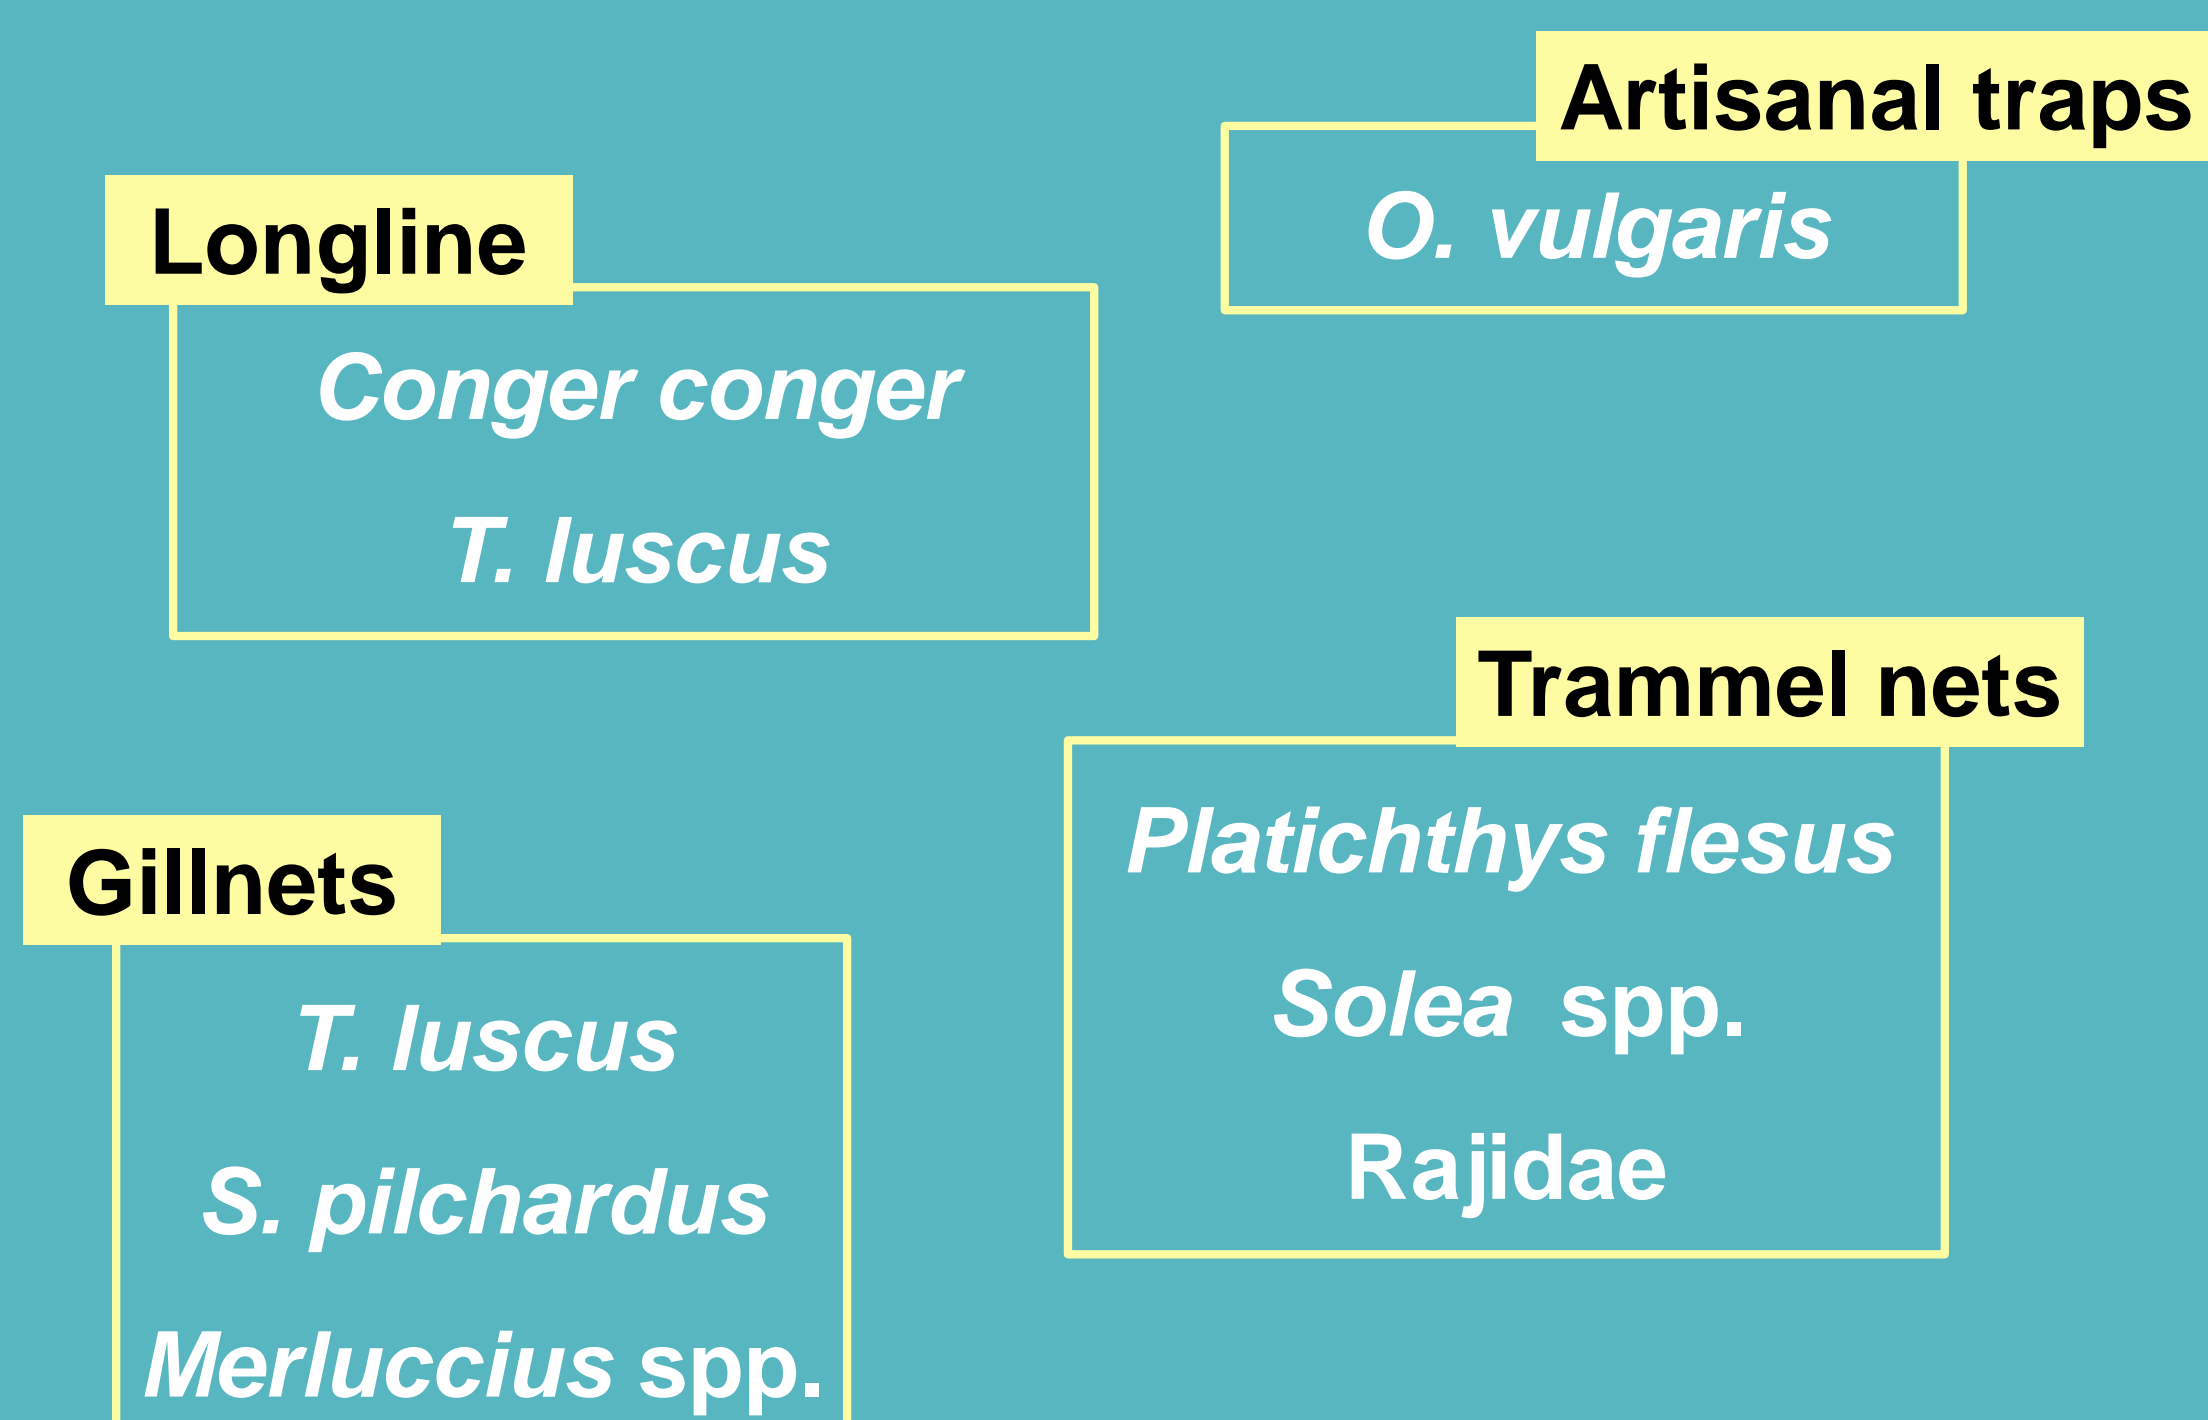 Artisanal traps
O. vulgaris
Longline
Conger conger
T. luscus
Trammel nets
Platichthys flesus
Solea spp.
Rajidae
Gillnets
T. luscus
S. pilchardus
Merluccius spp.